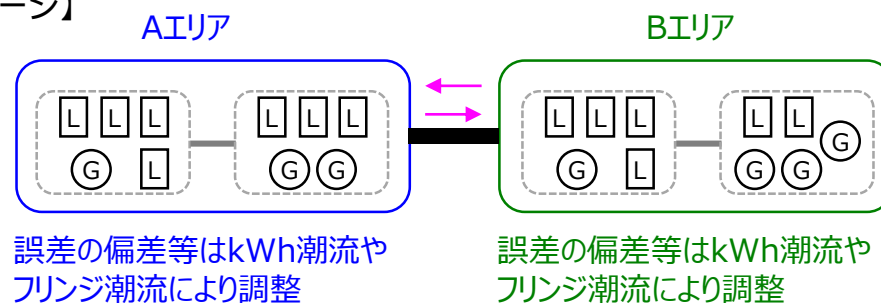 ージ】
Aエリア
Bエリア
L L L L L L L L L L L L
G L G G G L G G G
誤差の偏差等はkWh潮流や
フリンジ潮流により調整
誤差の偏差等はkWh潮流や
フリンジ潮流により調整